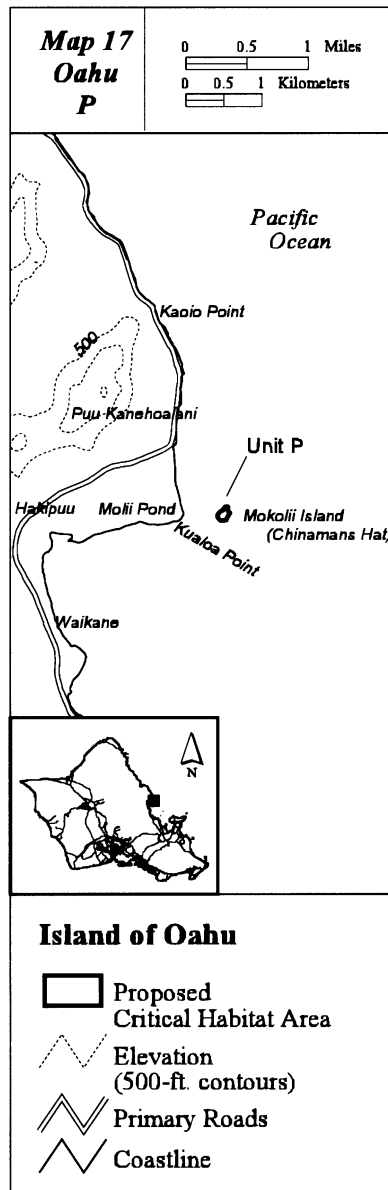 Map 17
Oahu
P
0 0.5 1 Miles
0 0.5 1 Kilometers
Pacific
Ocean
Kaoio Point
500
Puu Kanehoalani
Unit P
Hakipuu
Molii Pond
Mokolii Island
(Chinamans Hat)
Kualoa Point
Waikane
N
Island of Oahu
Proposed
Critical Habitat Area
Elevation
(500-ft. contours)
Primary Roads
Coastline